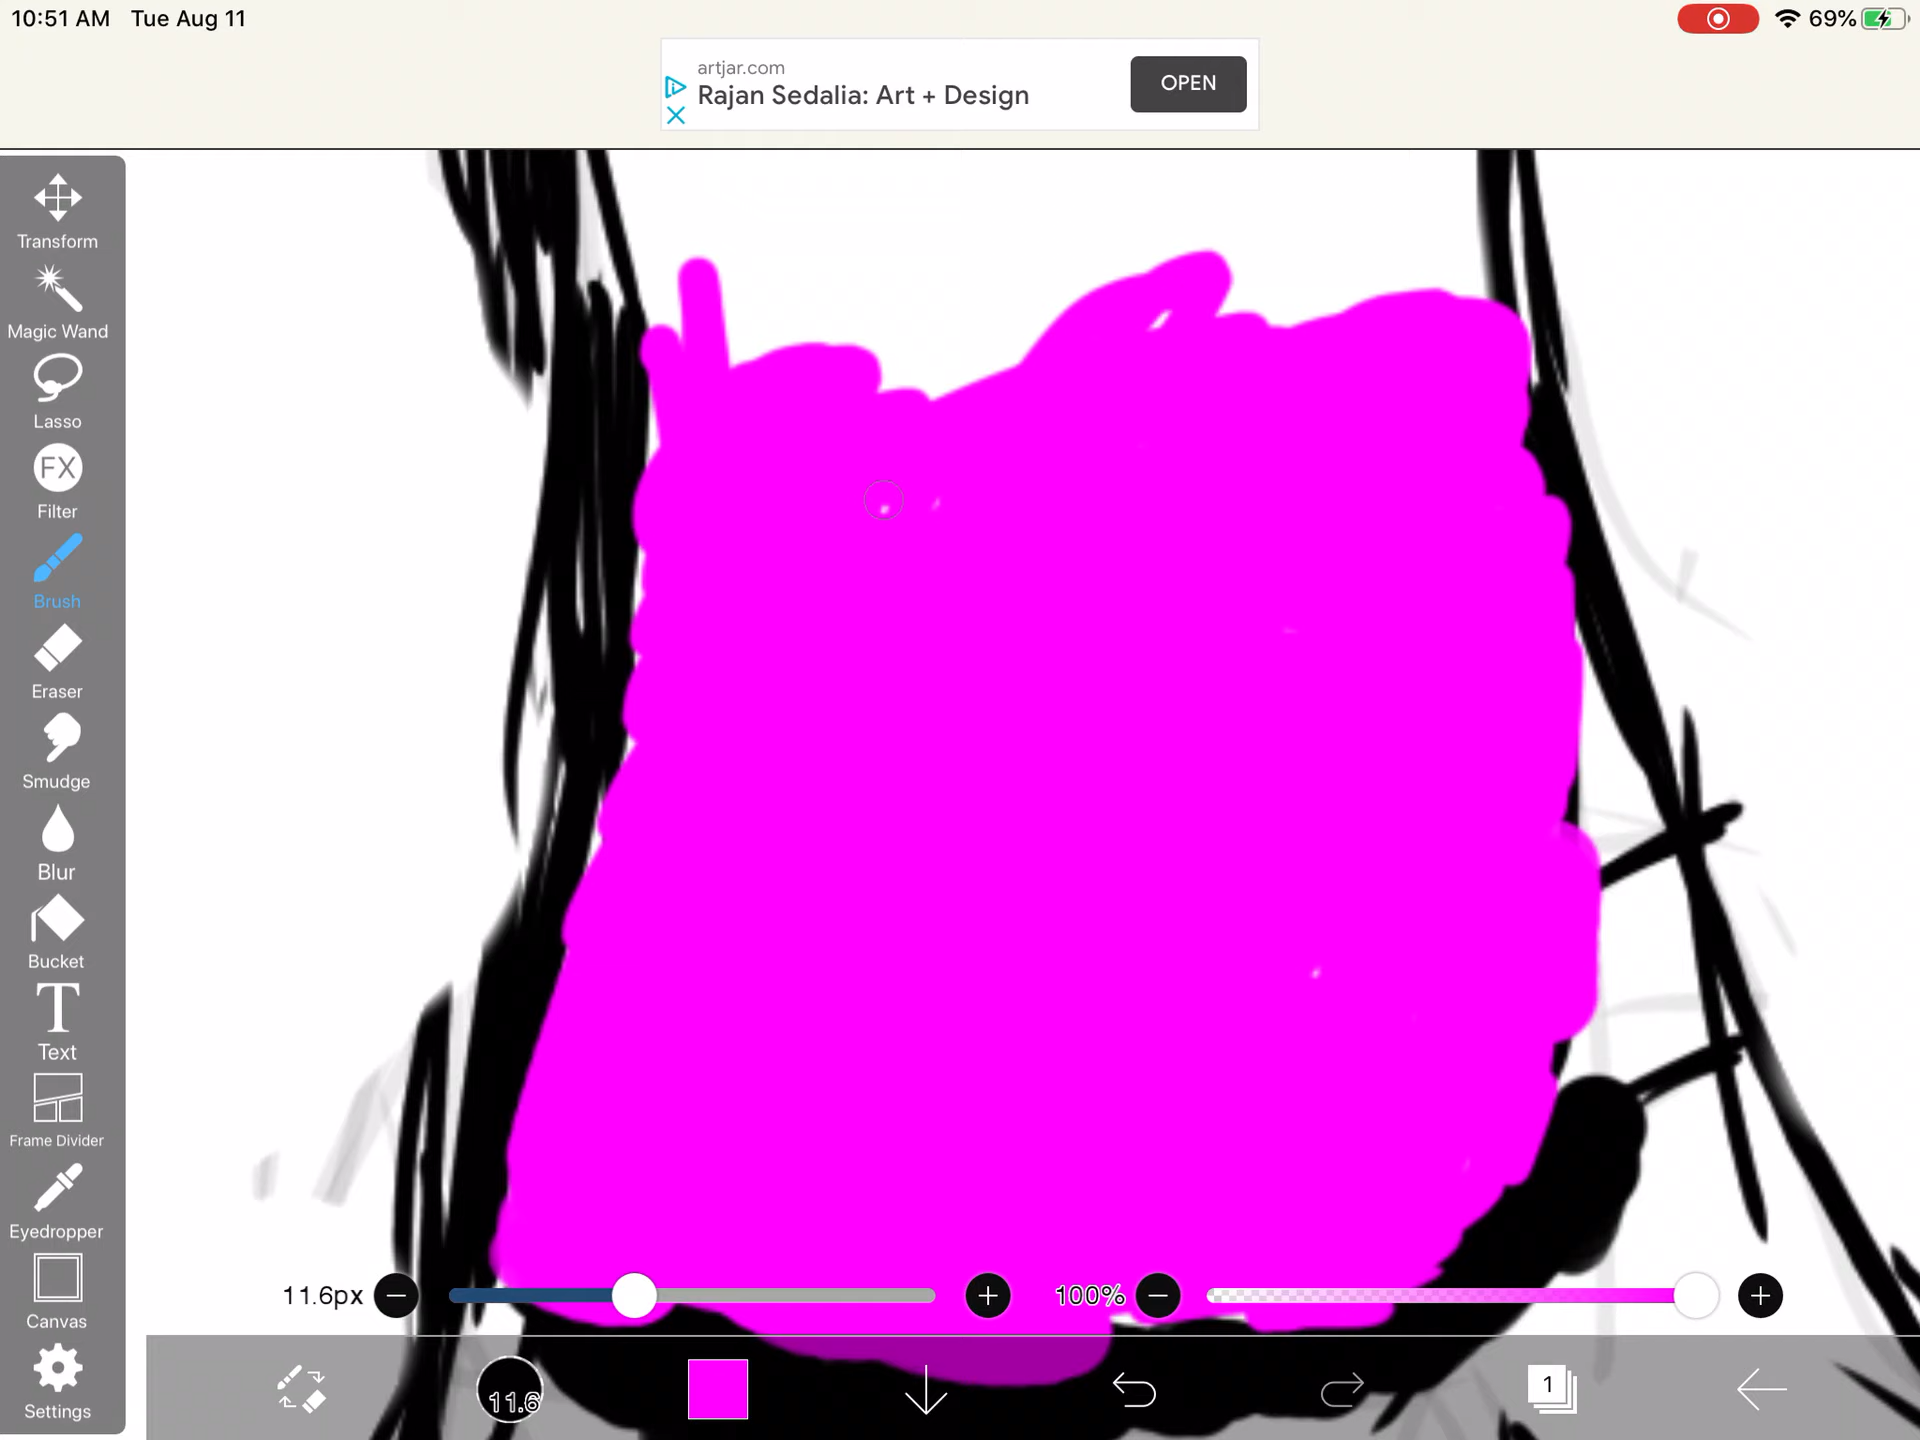 10:51 AM Tue Aug 11
69%
artjar.com
Rajan Sedalia: Art + Design
OPEN
Transform
Magic Wand
Lasso
FX
Filter
Brush
Eraser
Smudge
Blur
Bucket
T
Text
Frame Divider
Eyedropper
Canvas
Settings
11.6px
100%
11.6
1